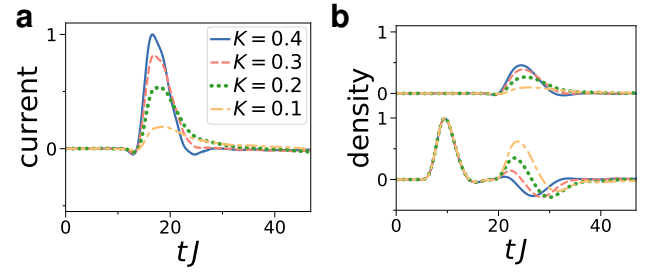 a
current
1
0
0
20
40
tJ
K = 0.4
K = 0.3
K = 0.2
K = 0.1
b
density
1
0
1
0
0
20
40
tJ